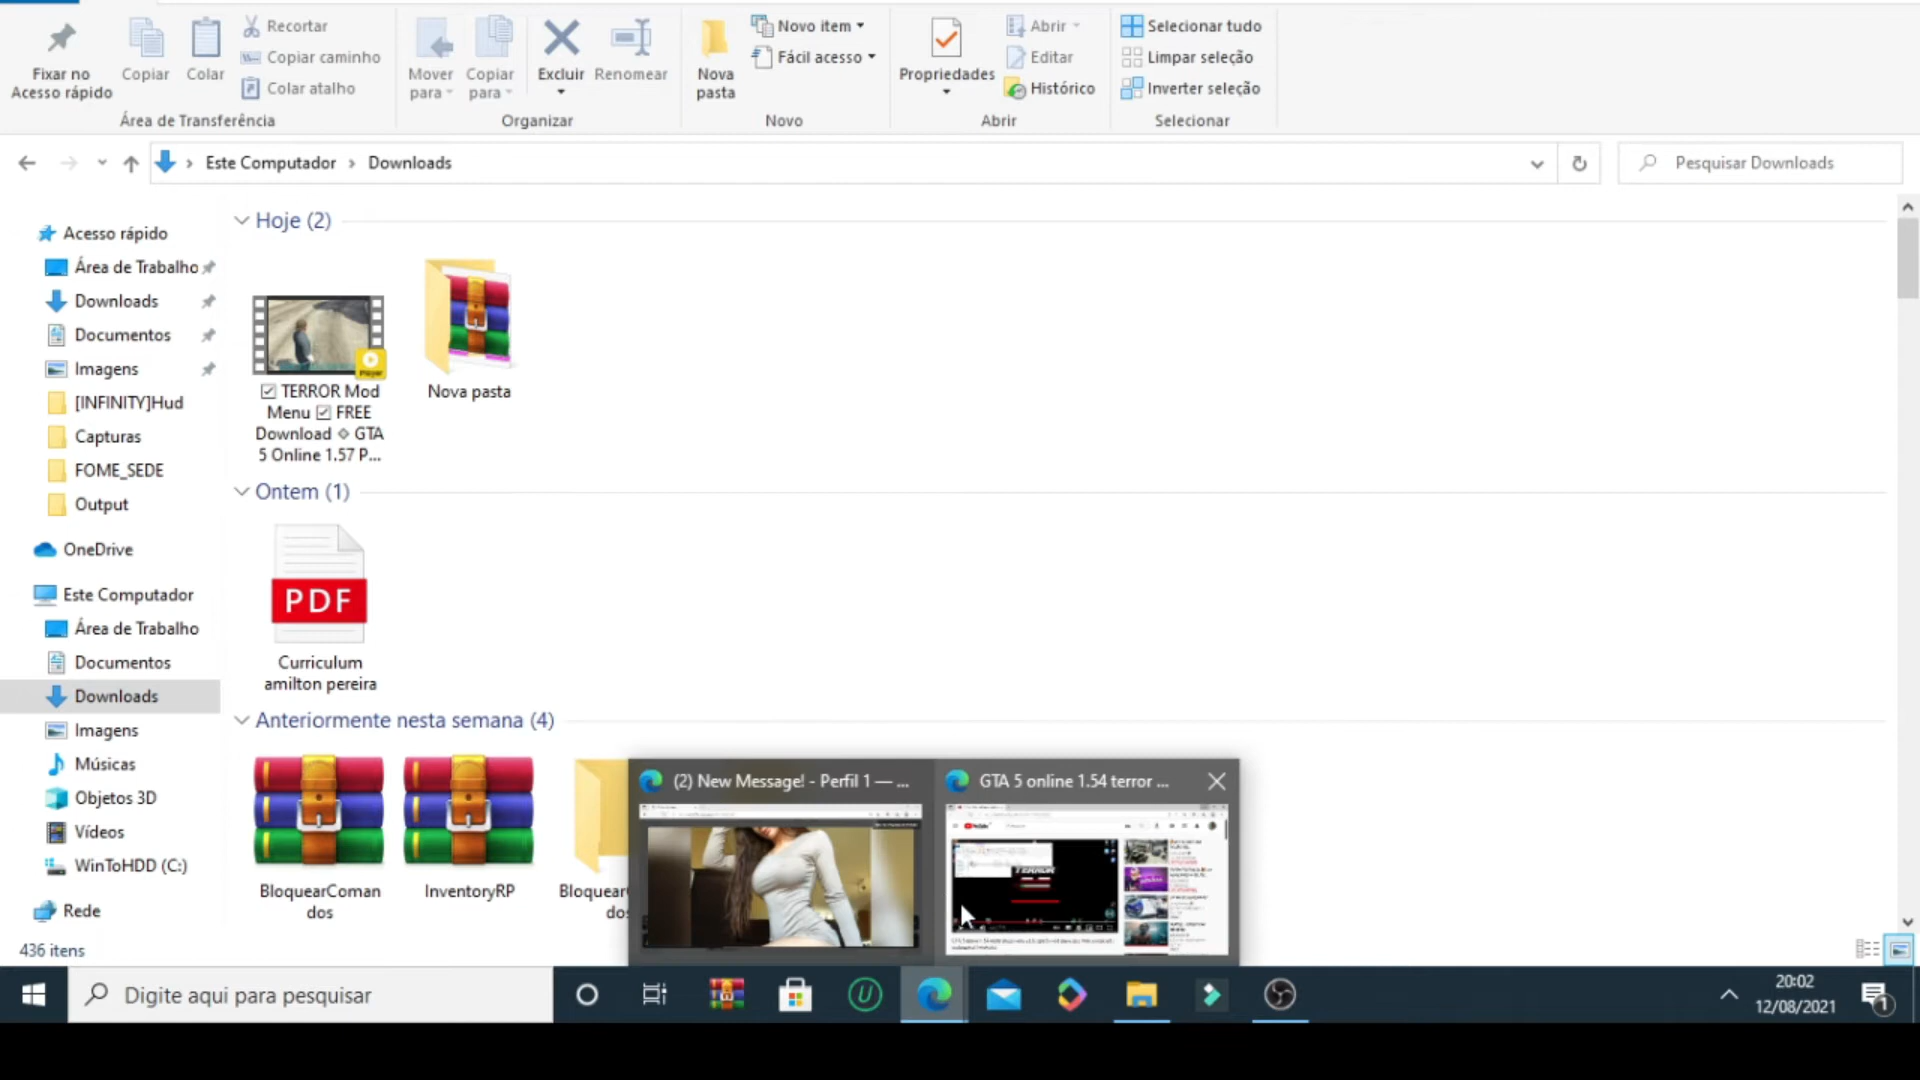 Recortar
Copiar caminho
Colar atalho
Fixar no
Acesso rápido
Copiar
Colar
Área de Transferência
Mover
para
Copiar
para
Excluir
Renomear
Organizar
Nova
pasta
Novo item
Fácil acesso
Novo
Propriedades
Abrir
Editar
Histórico
Abrir
Selecionar tudo
Limpar seleção
Inverter seleção
Selecionar
Este Computador › Downloads
Pesquisar Downloads
Acesso rápido
Área de Trabalho
Downloads
Documentos
Imagens
[INFINITY]Hud
Capturas
FOME_SEDE
Output
OneDrive
Este Computador
Área de Trabalho
Documentos
Downloads
Imagens
Músicas
Objetos 3D
Vídeos
WinToHDD (C:)
Rede
Hoje (2)
☑ TERROR Mod
Menu ☑ FREE
Download ⟐ GTA
5 Online 1.57 P...
Nova pasta
Ontem (1)
PDF
Curriculum
amilton pereira
Anteriormente nesta semana (4)
BloquearComan
dos
InventoryRP
Bloquear
dos
(2) New Message! - Perfil 1 — ...
GTA 5 online 1.54 terror ...
TERROR
436 itens
Digite aqui para pesquisar
20:02
12/08/2021
1